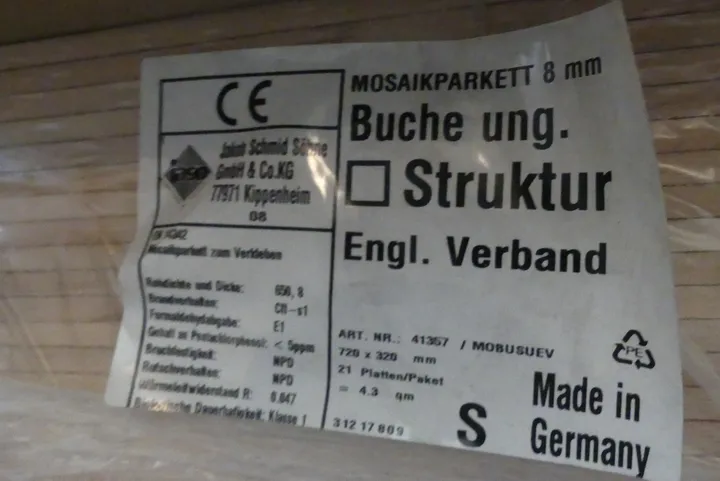 CE
jaso
Jakob Schmid Söhne
GmbH & Co.KG
77971 Kippenheim
08
EN 14342
Mosaikparkett zum Verkleben
Rohdichte und Dicke: 650, 8
Brandverhalten: Cfl-s1
Formaldehydabgabe: E1
Gehalt an Pentachlorphenol: < 5ppm
Bruchfestigkeit: NPD
Rutschverhalten: NPD
Wärmeleitwiderstand R: 0.047
Biologische Dauerhafigkeit: Klasse 1
MOSAIKPARKETT 8 mm
Buche ung.
Struktur
Engl. Verband
ART. NR.: 41357 / MOBUSUEV
720 x 320 mm
21 Platten/Paket
= 4.3 qm
312 17 809
S
PE
Made in
Germany